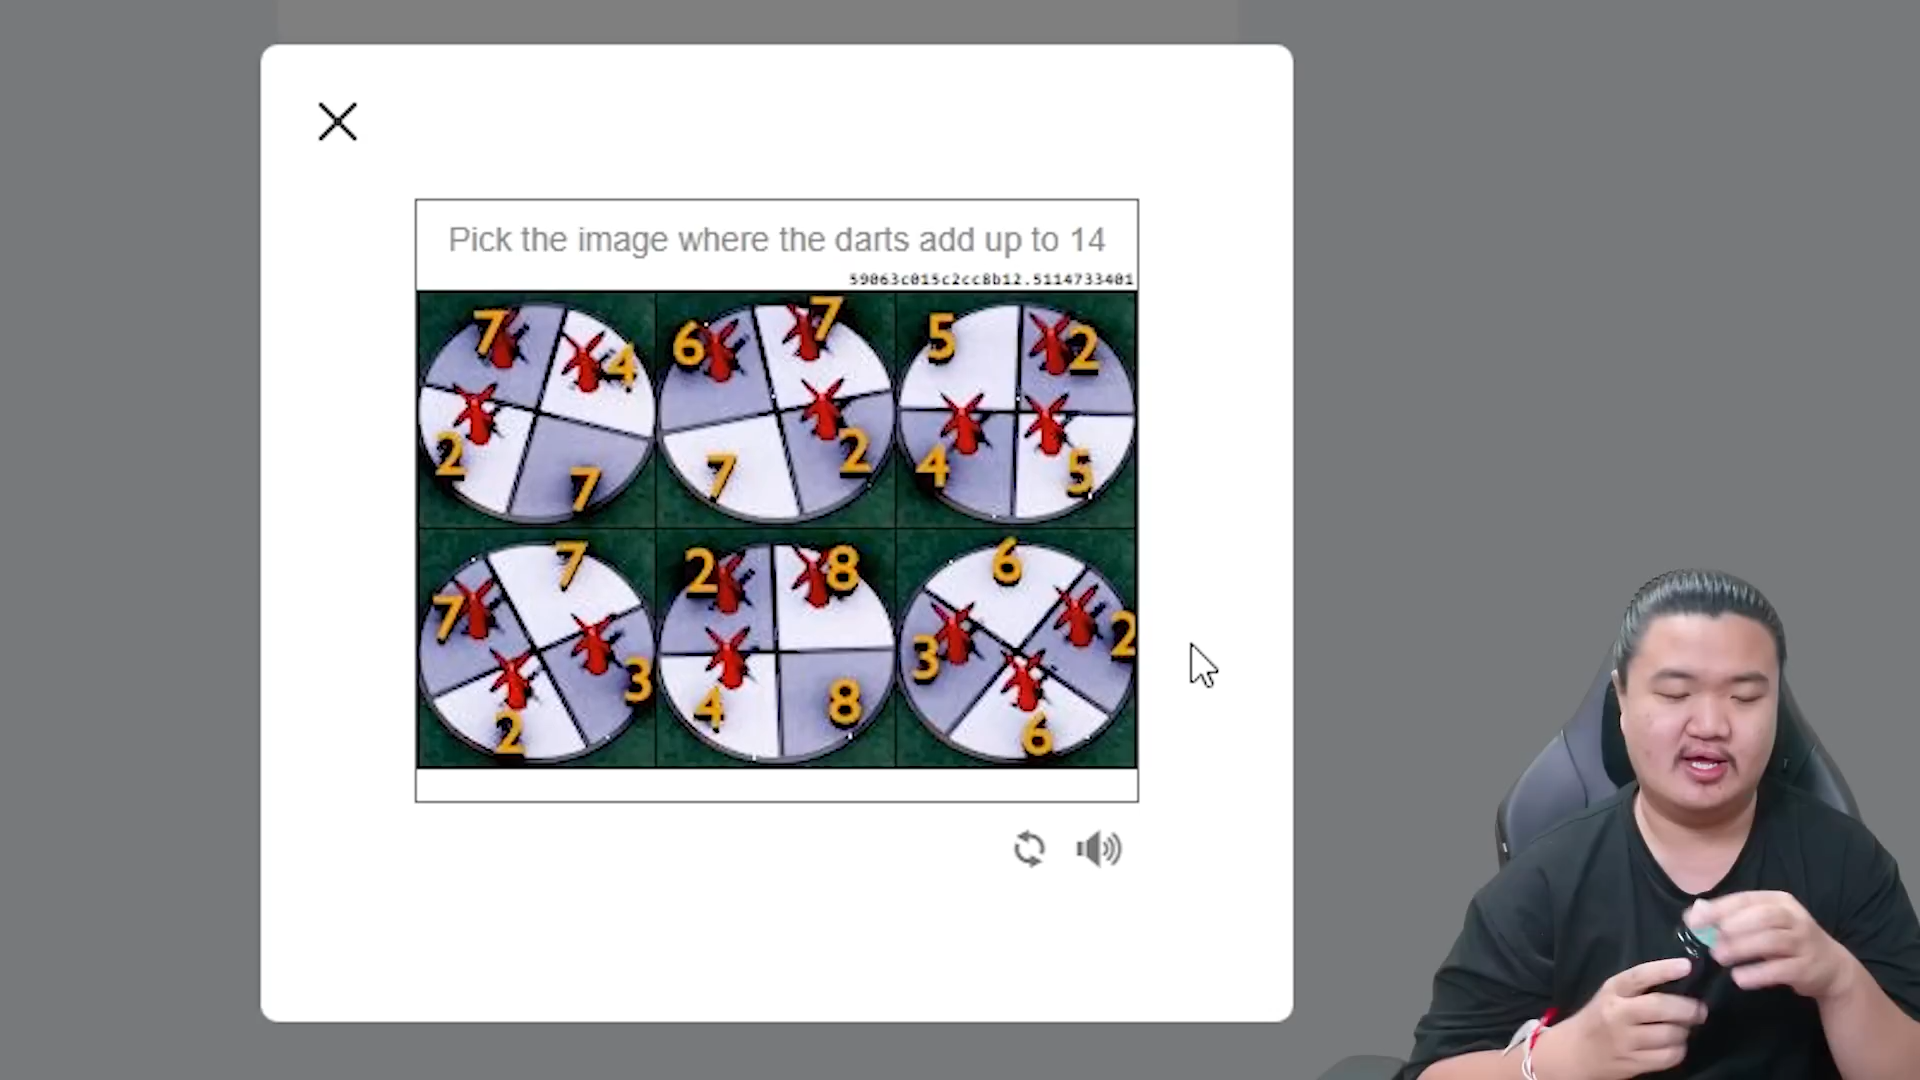 Pick the image where the darts add up to 14
59063c015c2cc8b12.5114733401
7 4 6 7 5 2
2 7 7 2 4 5
7 7 2 8 6 2
2 3 4 8 3 6